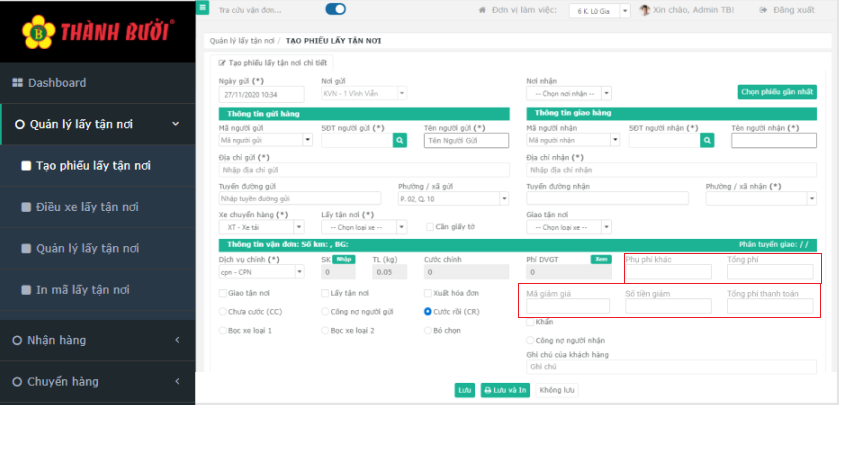 THÀNH BƯỞI
Tra cứu vận đơn...
Đơn vị làm việc:
6 K. Lữ Gia
Xin chào, Admin TB!
Đăng xuất
Quản lý lấy tận nơi / TẠO PHIẾU LẤY TẬN NƠI
Dashboard
Quản lý lấy tận nơi
Tạo phiếu lấy tận nơi
Điều xe lấy tận nơi
Quản lý lấy tận nơi
In mã lấy tận nơi
Nhận hàng
Chuyển hàng
Tạo phiếu lấy tận nơi chi tiết
Ngày gửi (*)
Nơi gửi
Nơi nhận
27/11/2020 10:34
KVN - 1 Vĩnh Viễn
-- Chọn nơi nhận --
Chọn phiếu gần nhất
Thông tin gửi hàng
Thông tin giao hàng
Mã người gửi
SĐT người gửi (*)
Tên người gửi (*)
Mã người nhận
SĐT người nhận (*)
Tên người nhận (*)
Mã người gửi
Tên Người Gửi
Mã người nhận
Địa chỉ gửi (*)
Địa chỉ nhận (*)
Nhập địa chỉ gửi
Nhập địa chỉ nhận
Tuyến đường gửi
Phường / xã gửi
Tuyến đường nhận
Phường / xã nhận (*)
Nhập tuyến đường gửi
P. 02, Q. 10
Xe chuyển hàng (*)
Lấy tận nơi (*)
Giao tận nơi
XT - Xe tải
-- Chọn loại xe --
Cần giấy tờ
-- Chọn loại xe --
Thông tin vận đơn: Số km: , BG:
Phân tuyến giao: / /
Dịch vụ chính (*)
SK
Nhập
TL (kg)
Cước chính
Phí DVGT
Xem
Phụ phí khác
Tổng phí
cpn - CPN
0
0.05
0
0
Giao tận nơi
Lấy tận nơi
Xuất hóa đơn
Mã giảm giá
Số tiền giảm
Tổng phí thanh toán
Chưa cước (CC)
Công nợ người gửi
Cước rồi (CR)
Khẩn
Bọc xe loại 1
Bọc xe loại 2
Bó chọn
Công nợ người nhận
Ghi chú của khách hàng
Ghi chú
Lưu
Lưu và In
Không lưu